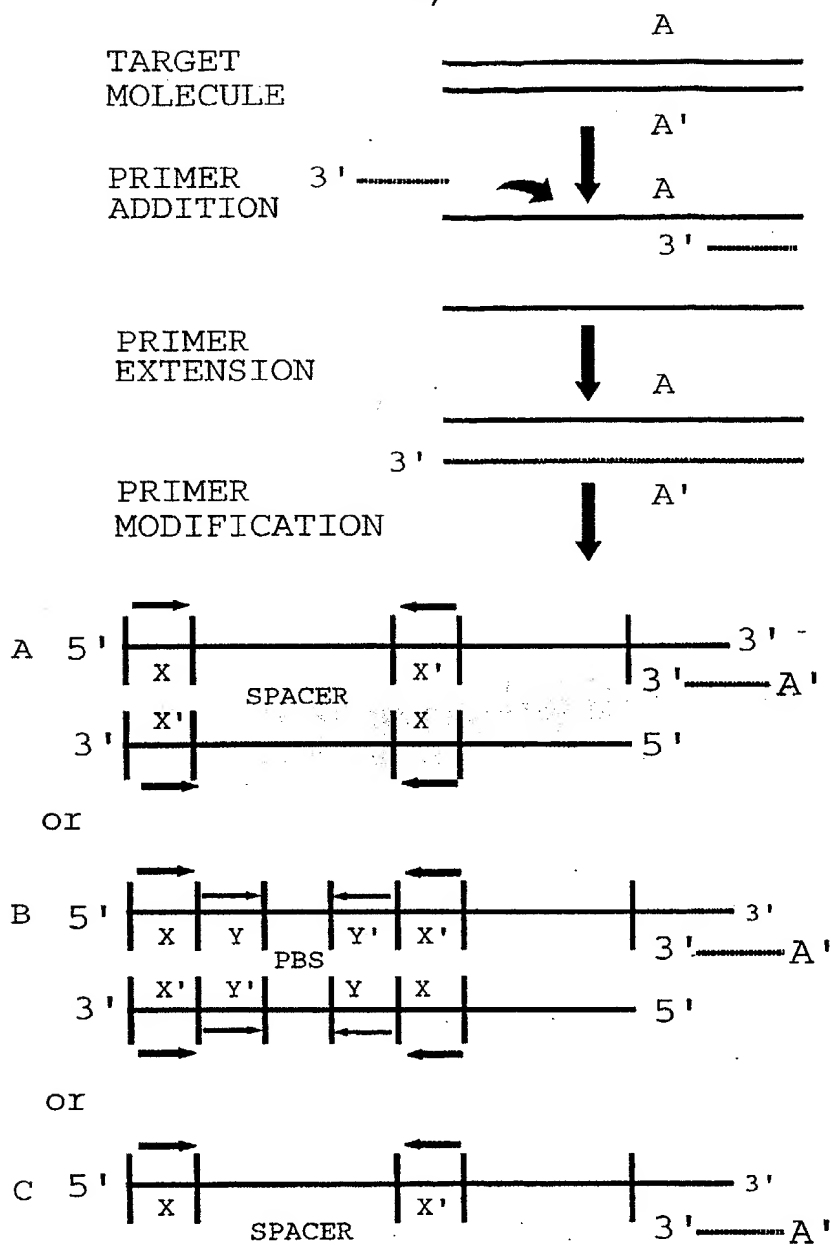 A
TARGET
MOLECULE
A'
PRIMER 3'
ADDITION
A
3'
PRIMER
EXTENSION
A
3'
PRIMER
MODIFICATION
A'
A 5' 3'
X X' 3' A'
SPACER
X' X
3' 5'
or
B 5' 3'
X Y Y' X' 3' A'
PBS
X' Y' Y X
3' 5'
or
C 5' 3'
X X' 3' A'
SPACER